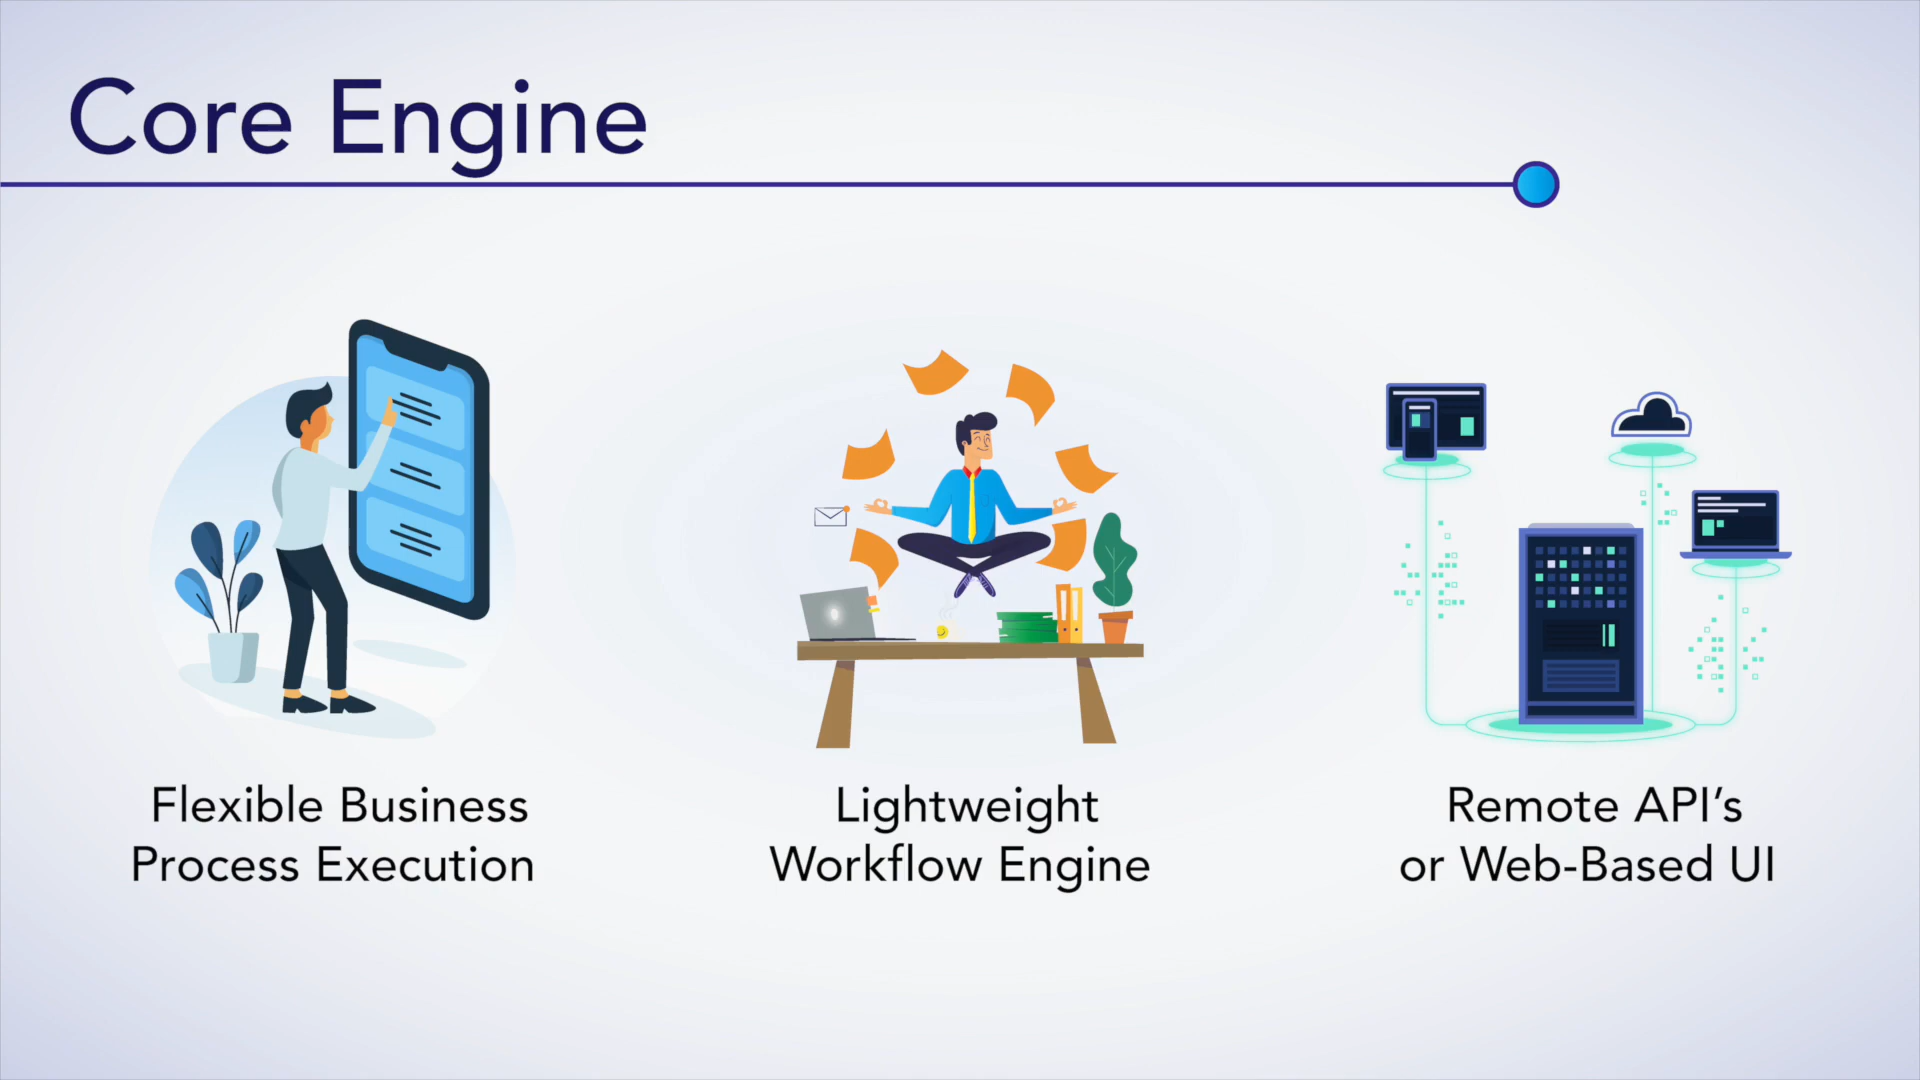 Core Engine
Flexible Business
Process Execution
Lightweight
Workflow Engine
Remote API’s
or Web-Based UI